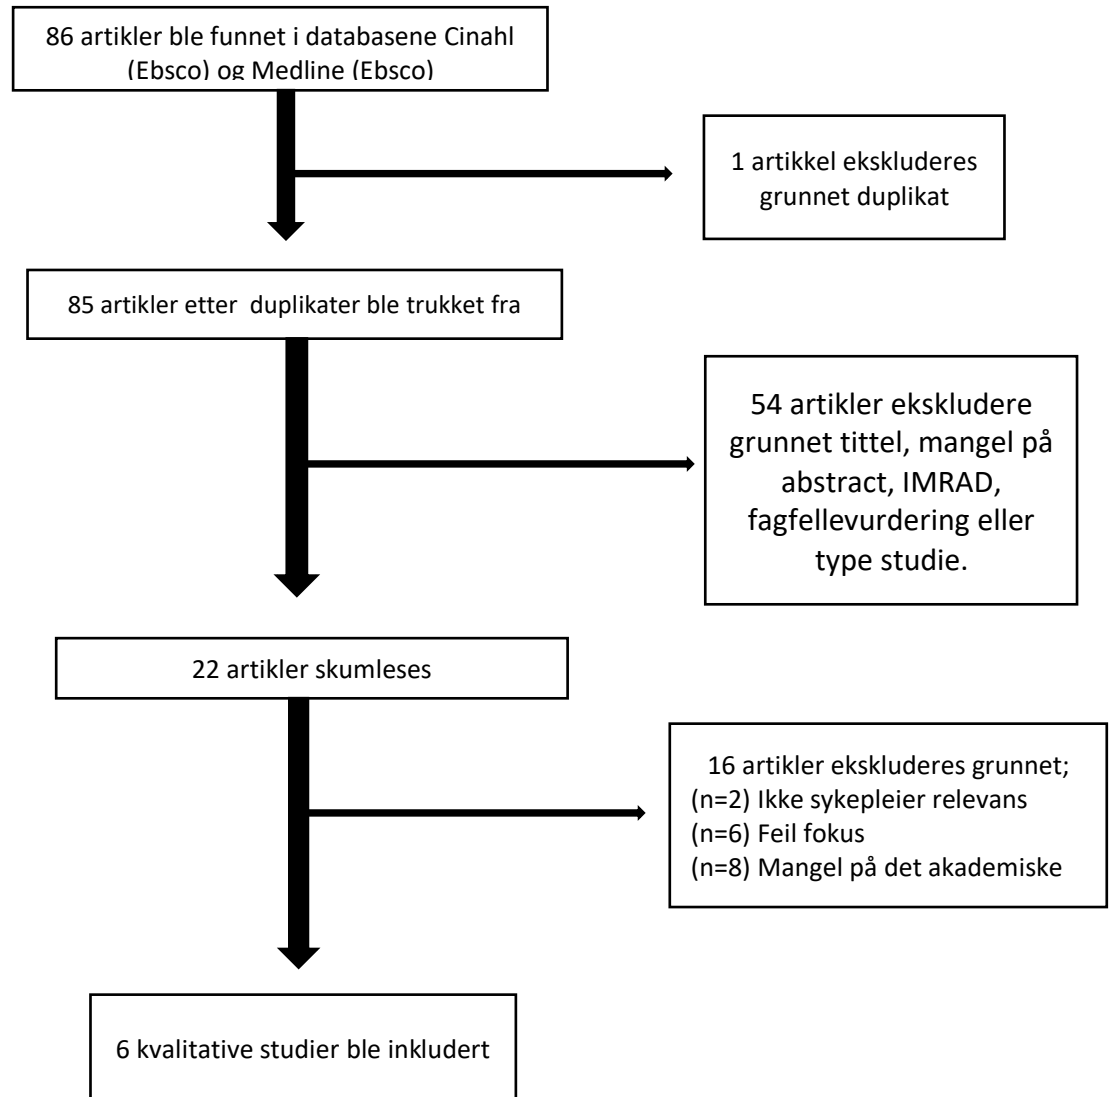 86 artikler ble funnet i databasene Cinahl
(Ebsco) og Medline (Ebsco)
1 artikkel ekskluderes
grunnet duplikat
85 artikler etter  duplikater ble trukket fra
54 artikler ekskludere
grunnet tittel, mangel på
abstract, IMRAD,
fagfellevurdering eller
type studie.
22 artikler skumleses
16 artikler ekskluderes grunnet;
(n=2) Ikke sykepleier relevans
(n=6) Feil fokus
(n=8) Mangel på det akademiske
6 kvalitative studier ble inkludert